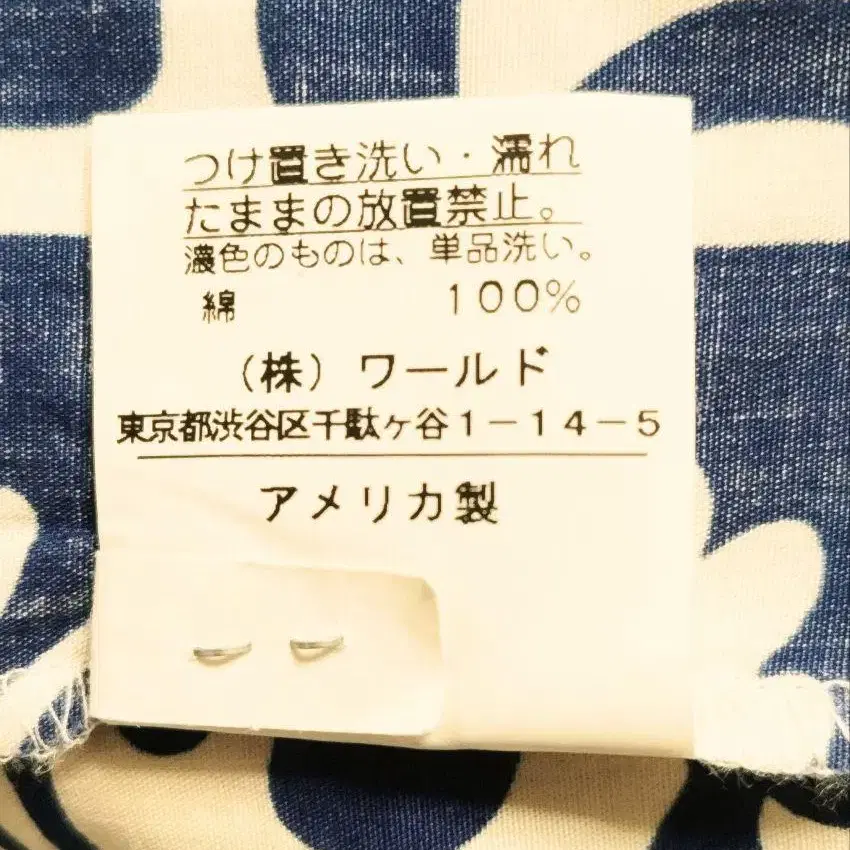 つけ置き洗い・濡れ
たままの放置禁止。
濃色のものは、単品洗い。
綿 100%
（株）ワールド
東京都渋谷区千駄ヶ谷1-14-5
アメリカ製